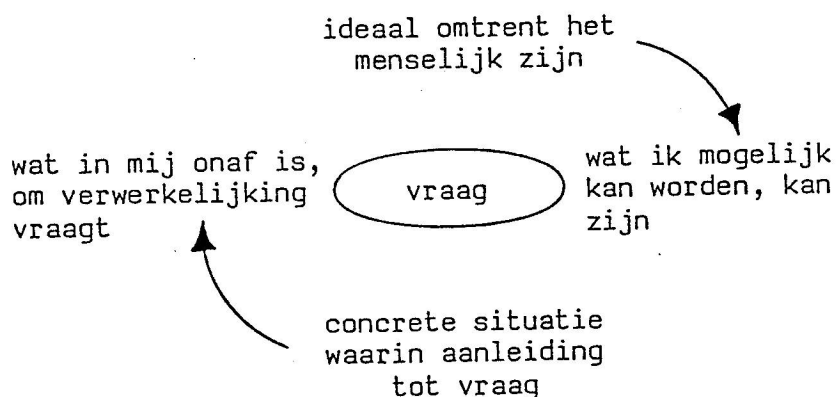 ideaal omtrent het
menselijk zijn
wat in mij onaf is,
om verwerkelijking
vraagt
vraag
wat ik mogelijk
kan worden, kan
zijn
concrete situatie
waarin aanleiding
tot vraag